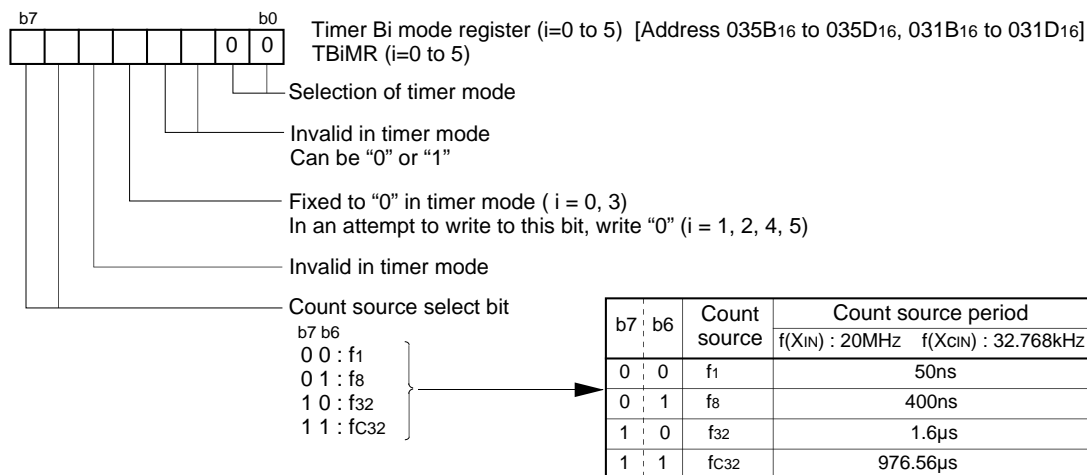 b7 b0
Timer Bi mode register (i=0 to 5) [Address 035B16 to 035D16, 031B16 to 031D16]
0 0
TBiMR (i=0 to 5)
Selection of timer mode
Invalid in timer mode
Can be “0” or “1”
Fixed to “0” in timer mode ( i = 0, 3)
In an attempt to write to this bit, write “0” (i = 1, 2, 4, 5)
Invalid in timer mode
Count source select bit
b7 b6
0 0 : f1
0 1 : f8
1 0 : f32
1 1 : fC32
b7 b6 Count source Count source period
f(XIN) : 20MHZ f(XCIN) : 32.768kHZ
0 0 f1 50ns
0 1 f8 400ns
1 0 f32 1.6µs
1 1 fC32 976.56µs